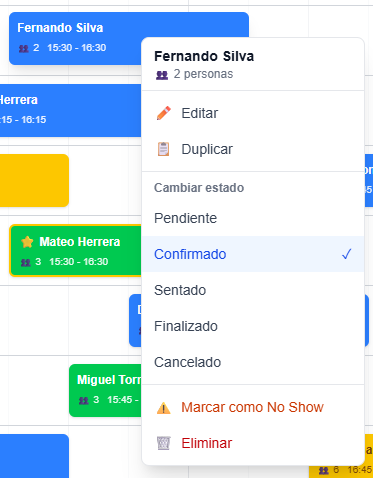 Fernando Silva
2 15:30 - 16:30
Herrera
:15 - 16:15
Mateo Herrera
3 15:30 - 16:30
Miguel Torr
3 15:45 -
Fernando Silva
2 personas
Editar
Duplicar
Cambiar estado
Pendiente
Confirmado ✓
Sentado
Finalizado
Cancelado
Marcar como No Show
Eliminar
6 16:45